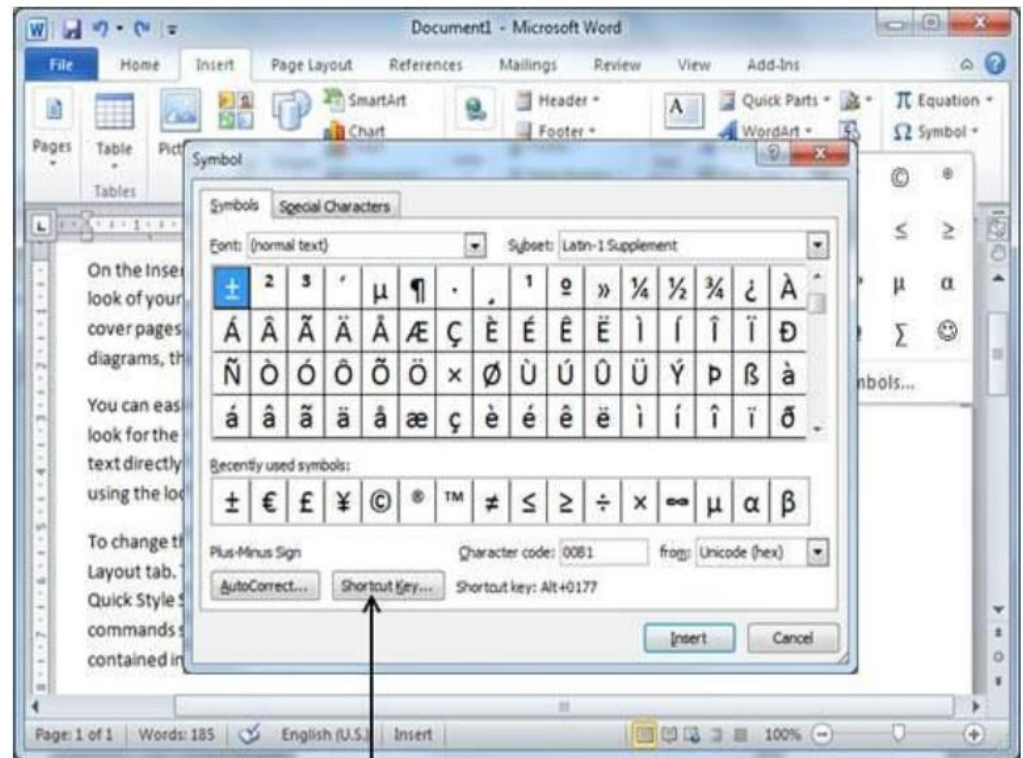 Document1 - Microsoft Word
File Home Insert Page Layout References Mailings Review View Add-Ins
Pages Table Pict SmartArt Chart Header Footer A Quick Parts WordArt π Equation Ω Symbol
Tables
Symbol
© ®
Symbols Special Characters
≤ ≥
Font: (normal text) Subset: Latin-1 Supplement
On the Inse
± ² ³ ´ µ ¶ · ¸ ¹ º » ¼ ½ ¾ ¿ À
µ α
look of your
cover pages
Á Â Ã Ä Å Æ Ç È É Ê Ë Ì Í Î Ï Ð
∑ ☺
diagrams, th
Ñ Ò Ó Ô Õ Ö × Ø Ù Ú Û Ü Ý Þ ß à
mbols...
You can eas
á â ã ä å æ ç è é ê ë ì í î ï ð
look for the
text directly
Recently used symbols:
using the loo
± € £ ¥ © ® ™ ≠ ≤ ≥ ÷ × ∞ µ α β
To change th
Plus-Minus Sign Character code: 00B1 from: Unicode (hex)
Layout tab.
AutoCorrect... Shortcut Key... Shortcut key: Alt+0177
Quick Style S
commands s
Insert Cancel
contained in
Page: 1 of 1 Words: 185 English (U.S.) Insert 100%